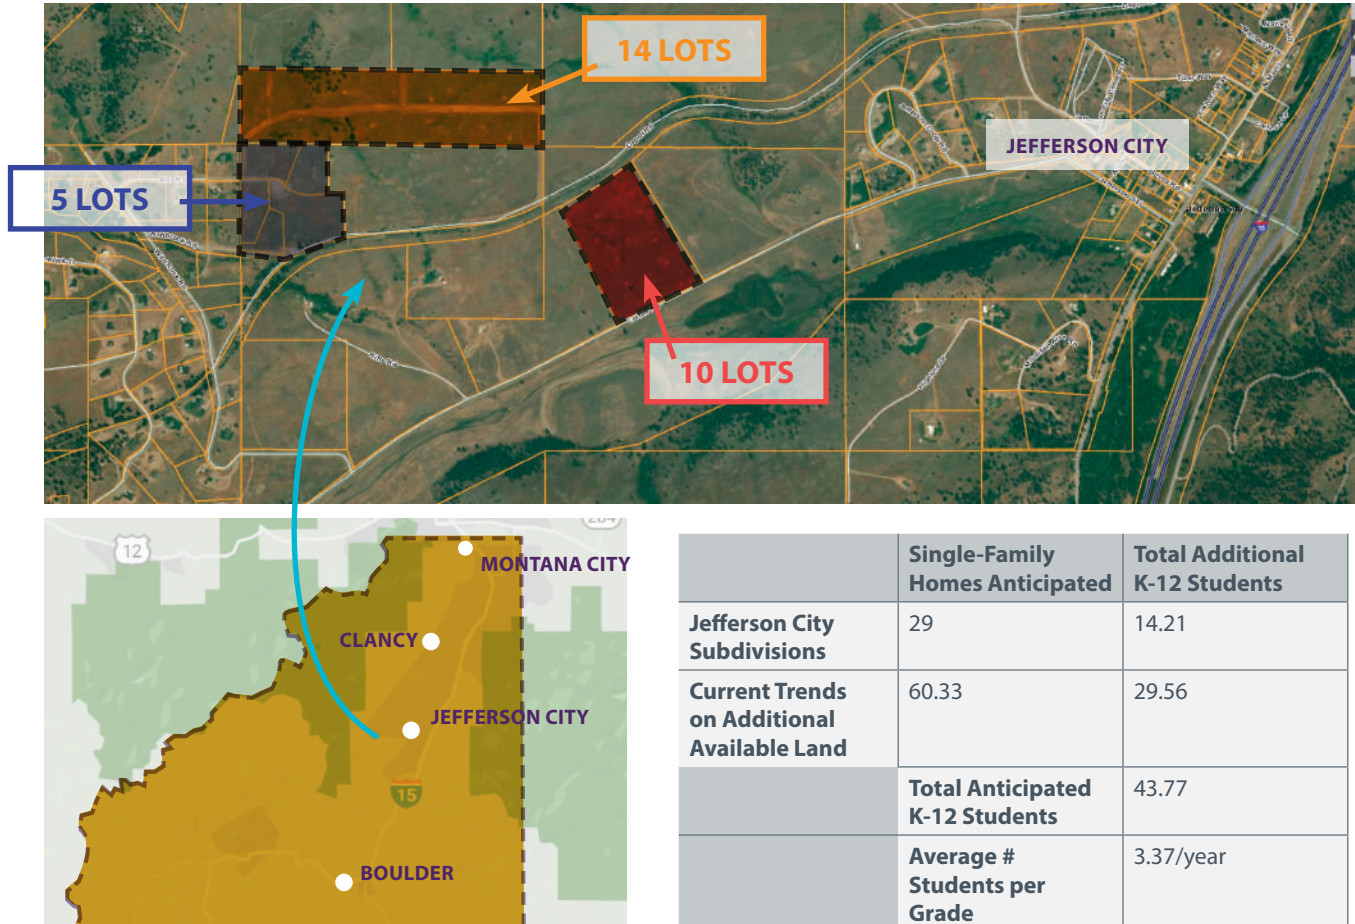 14 LOTS
JEFFERSON CITY
5 LOTS
10 LOTS
12
MONTANA CITY
CLANCY
JEFFERSON CITY
15
BOULDER
Single-Family
Homes Anticipated
Total Additional
K-12 Students
Jefferson City
Subdivisions
29
14.21
Current Trends
on Additional
Available Land
60.33
29.56
Total Anticipated
K-12 Students
43.77
Average #
Students per
Grade
3.37/year